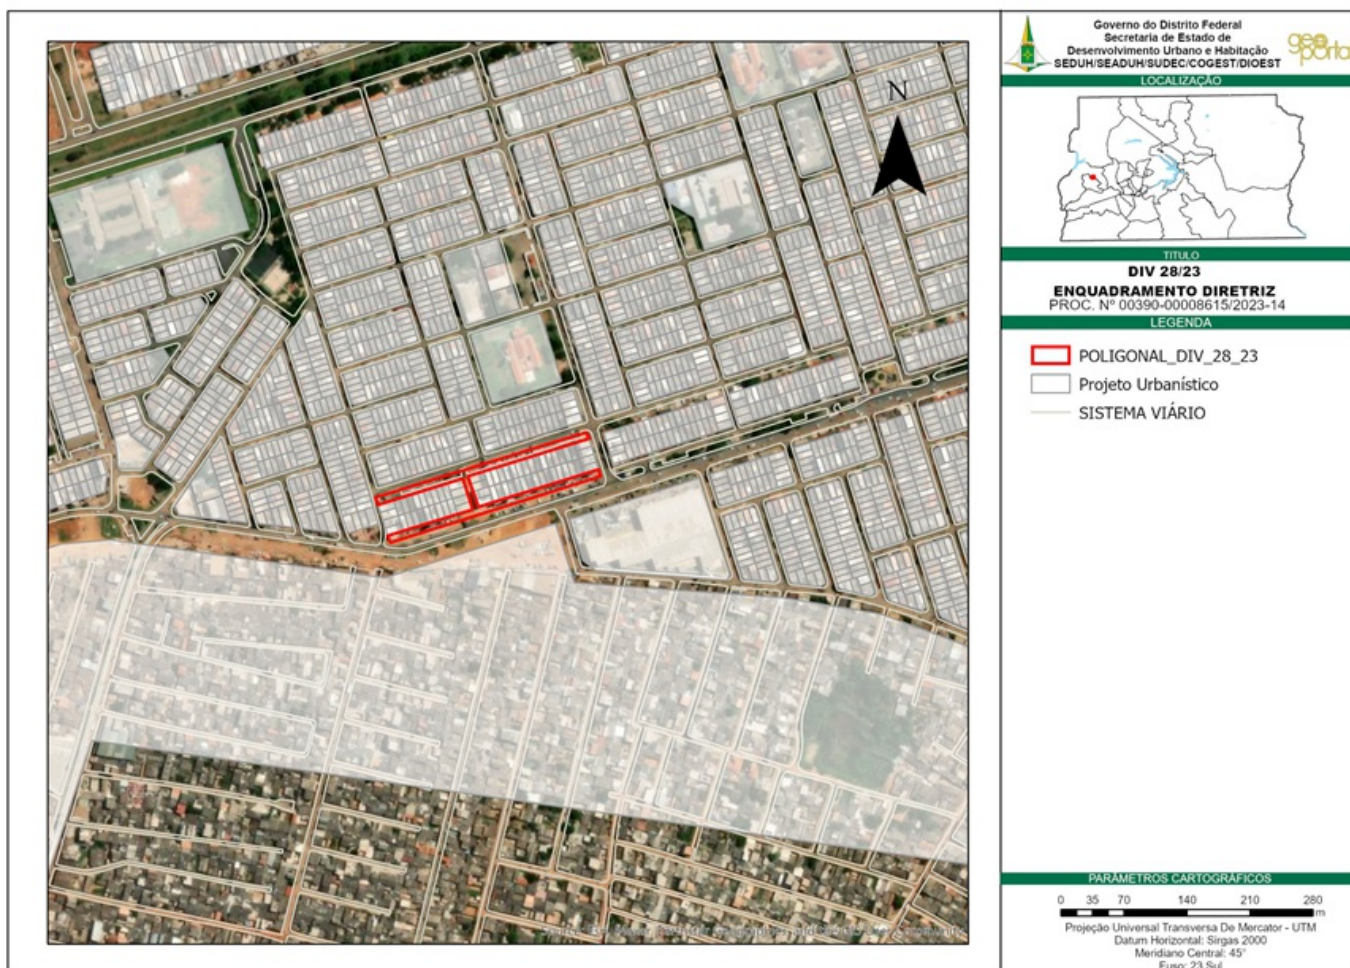 Governo do Distrito Federal
Secretaria de Estado de
Desenvolvimento Urbano e Habitação
SEDUH/SEADUH/SUDEC/COGEST/DIOEST
geo
portal
LOCALIZAÇÃO
N
TITULO
DIV 28/23
ENQUADRAMENTO DIRETRIZ
PROC. Nº 00390-00008615/2023-14
LEGENDA
POLIGONAL_DIV_28_23
Projeto Urbanístico
SISTEMA VIÁRIO
PARÂMETROS CARTOGRÁFICOS
0 35 70 140 210 280
m
Projeção Universal Transversa De Mercator - UTM
Datum Horizontal: Sirgas 2000
Meridiano Central: 45°
Fuso: 23 Sul